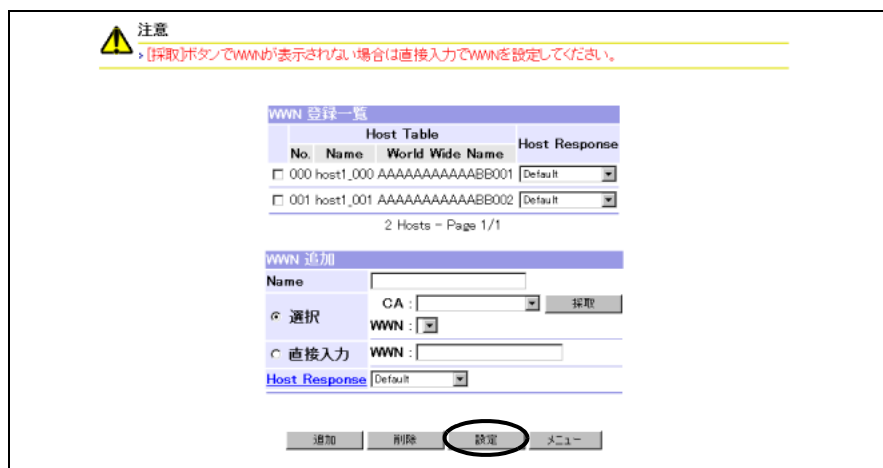 注意
[採取]ボタンでWWNが表示されない場合は直接入力でWWNを設定してください。
WWN 登録一覧
Host Table
Host Response
No. Name World Wide Name
000 host1_000 AAAAAAAAAAABB001 Default
001 host1_001 AAAAAAAAAAABB002 Default
2 Hosts - Page 1/1
WWN 追加
Name
選択 CA : 採取
WWN :
直接入力 WWN :
Host Response Default
追加 削除 設定 メニュー